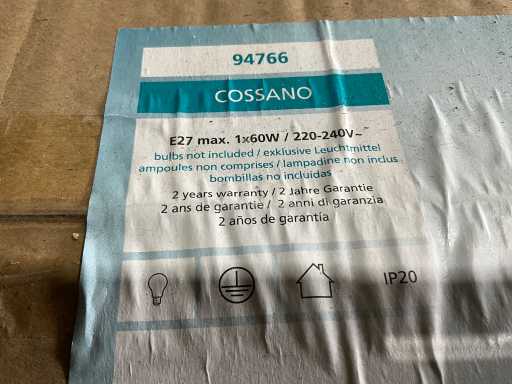 94766
COSSANO
E27 max. 1x60W / 220-240V~
bulbs not included / exklusive Leuchtmittel
ampoules non comprises / lampadine non inclus
bombillas no incluidas
2 years warranty / 2 Jahre Garantie
2 ans de garantie / 2 anni di garanzia
2 años de garantia
IP20